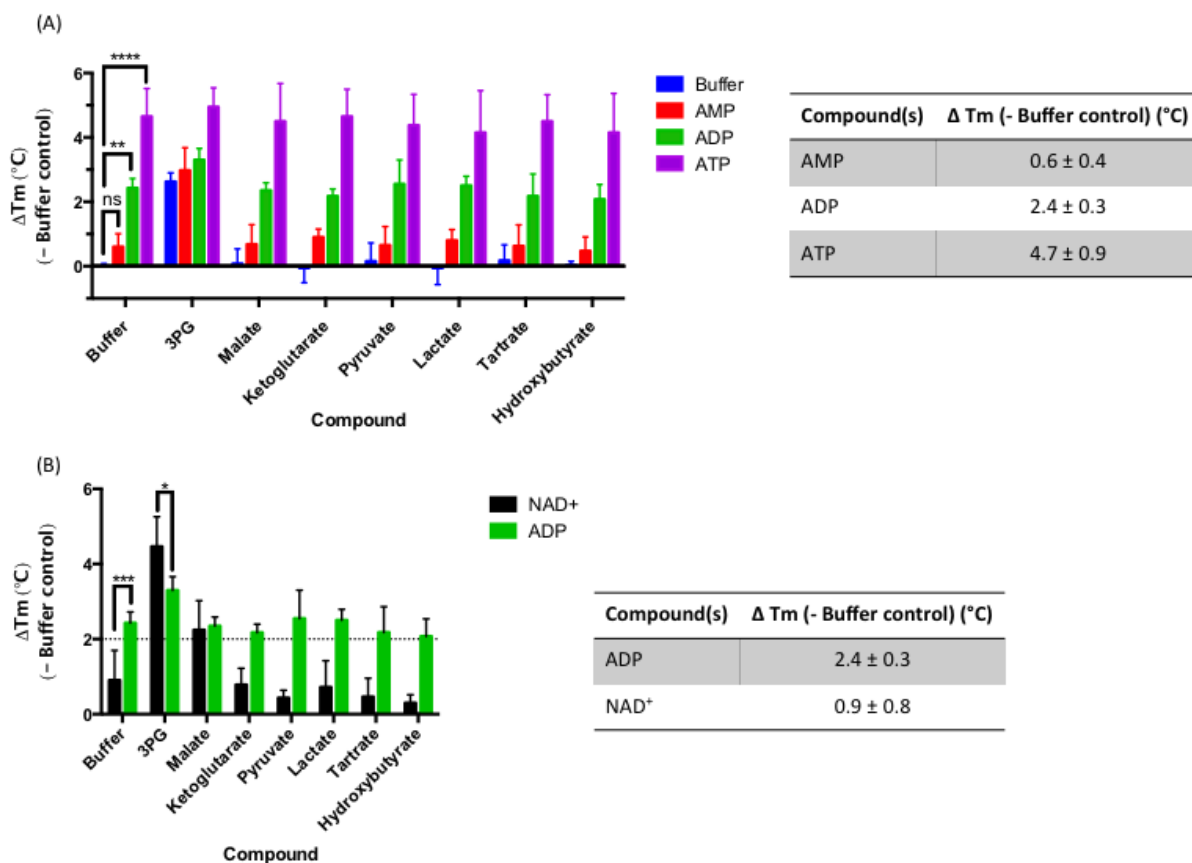 (A)
ΔTm (°C)
(– Buffer control)
6
4
2
0
****
**
ns
Buffer
AMP
ADP
ATP
Buffer
3PG
Malate
Ketoglutarate
Pyruvate
Lactate
Tartrate
Hydroxybutyrate
Compound
Compound(s) Δ Tm (- Buffer control) (°C)
AMP 0.6 ± 0.4
ADP 2.4 ± 0.3
ATP 4.7 ± 0.9
(B)
ΔTm (°C)
(– Buffer control)
6
4
2
0
***
*
NAD+
ADP
Buffer
3PG
Malate
Ketoglutarate
Pyruvate
Lactate
Tartrate
Hydroxybutyrate
Compound
Compound(s) Δ Tm (- Buffer control) (°C)
ADP 2.4 ± 0.3
NAD⁺ 0.9 ± 0.8